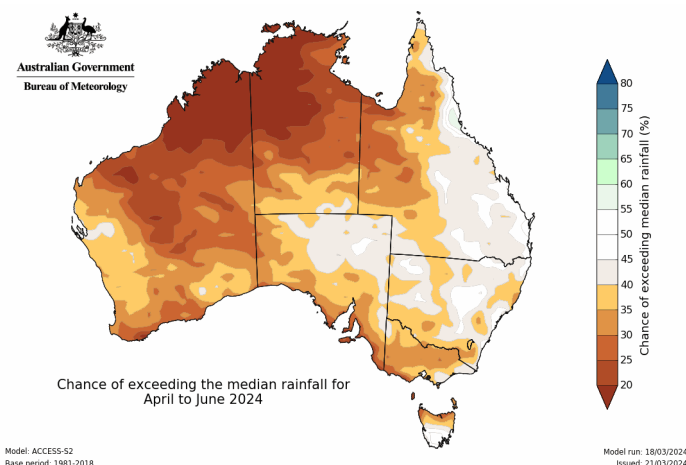 Australian Government
Bureau of Meteorology
80
75
70
65
60
55
50
45
40
35
30
25
20
Chance of exceeding median rainfall (%)
Chance of exceeding the median rainfall for
April to June 2024
Model: ACCESS-S2
Base period: 1981-2018
Model run: 18/03/2024
Issued: 21/03/2024